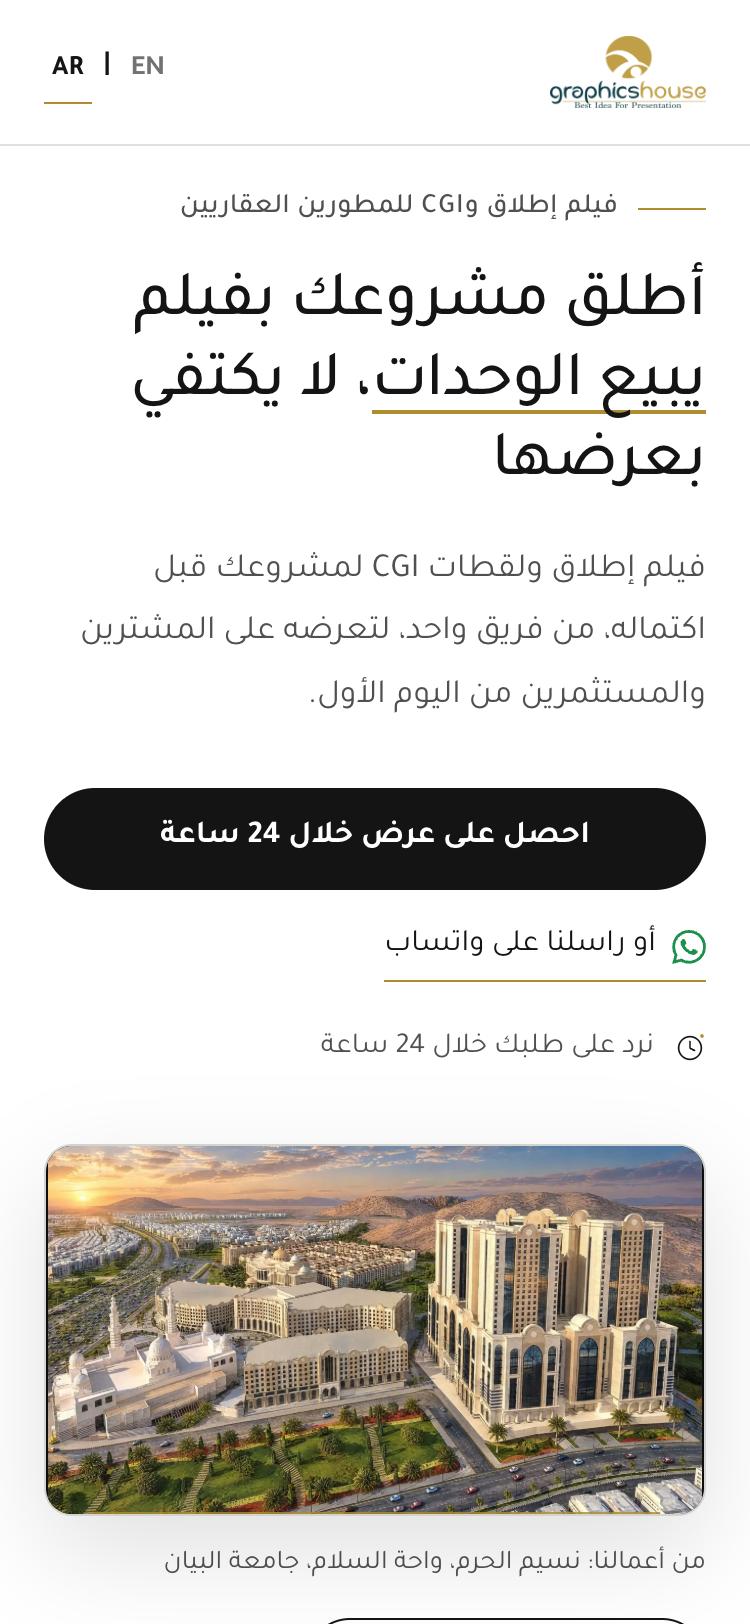 AR | EN
graphicshouse
Best Idea For Presentation
فيلم إطلاق وCGI للمطورين العقاريين
أطلق مشروعك بفيلم
يبيع الوحدات، لا يكتفي
بعرضها
فيلم إطلاق ولقطات CGI لمشروعك قبل
اكتماله، من فريق واحد، لتعرضه على المشترين
والمستثمرين من اليوم الأول.
احصل على عرض خلال 24 ساعة
أو راسلنا على واتساب
نرد على طلبك خلال 24 ساعة
من أعمالنا: نسيم الحرم، واحة السلام، جامعة البيان